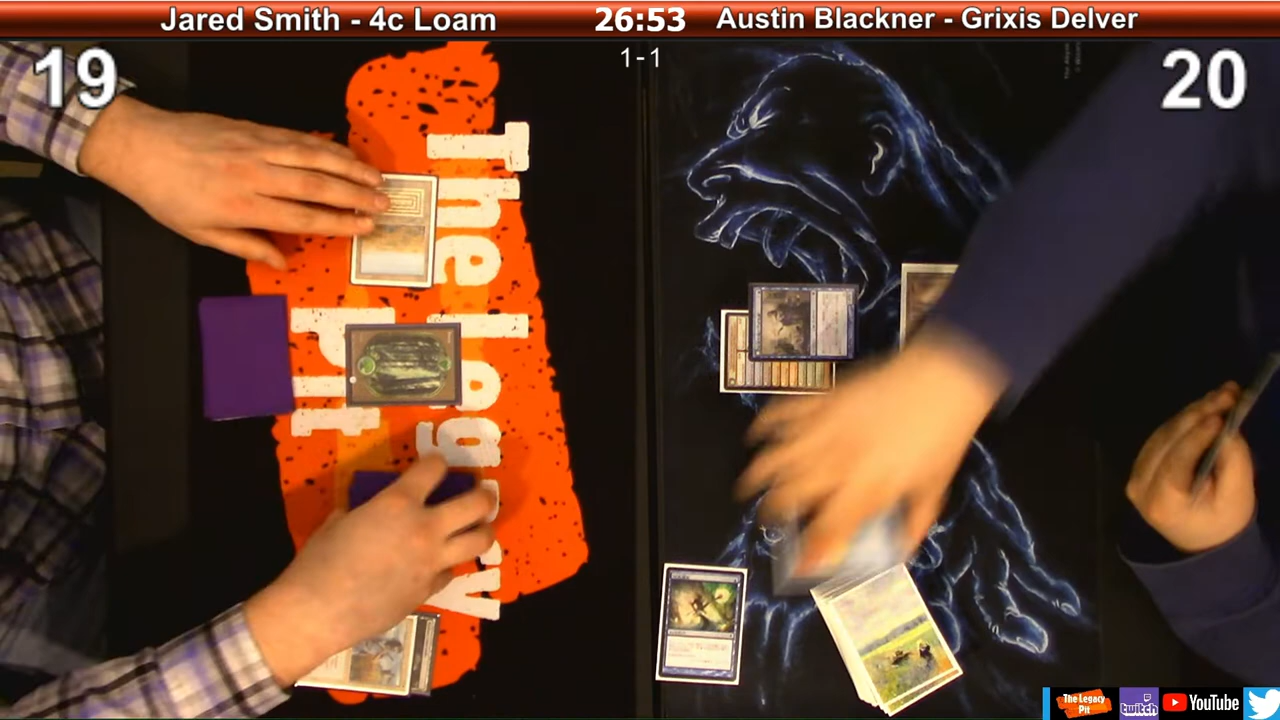 Jared Smith - 4c Loam
26:53
Austin Blackner - Grixis Delver
1-1
19
20
The Legacy
Pit
The Legacy
Pit
twitch
YouTube